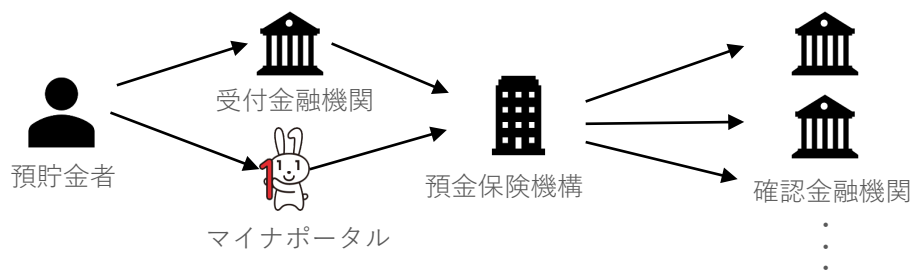 受付金融機関
預貯金者
預金保険機構
確認金融機関
マイナポータル